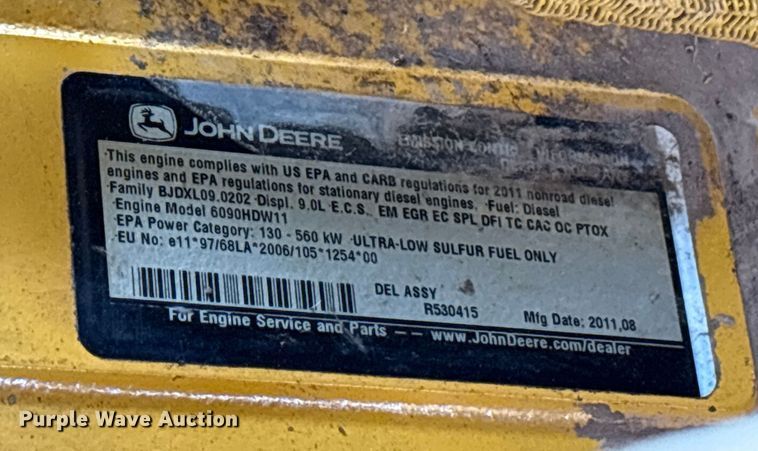 JOHN DEERE EMISSION CONTROL INFORMATION
This engine complies with US EPA and CARB regulations for 2011 nonroad diesel
engines and EPA regulations for stationary diesel engines. ·Fuel: Diesel
·Family BJDXL09.0202 ·Displ. 9.0L ·E.C.S. EM EGR EC SPL DFI TC CAC OC PTOX
·Engine Model 6090HDW11
·EPA Power Category: 130 - 560 kW ·ULTRA-LOW SULFUR FUEL ONLY
·EU No: e11*97/68LA*2006/105*1254*00
DEL ASSY
R530415 Mfg Date: 2011,08
For Engine Service and Parts –– www.JohnDeere.com/dealer
Purple Wave Auction